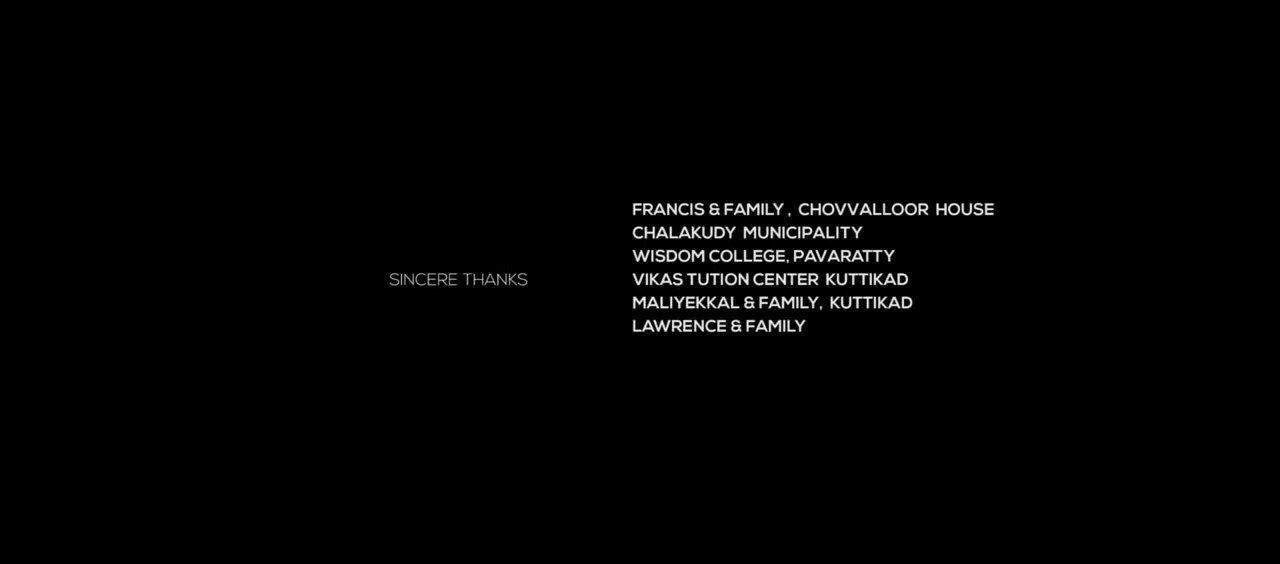 SINCERE THANKS
FRANCIS & FAMILY , CHOVVALLOOR HOUSE
CHALAKUDY MUNICIPALITY
WISDOM COLLEGE, PAVARATTY
VIKAS TUTION CENTER KUTTIKAD
MALIYEKKAL & FAMILY, KUTTIKAD
LAWRENCE & FAMILY